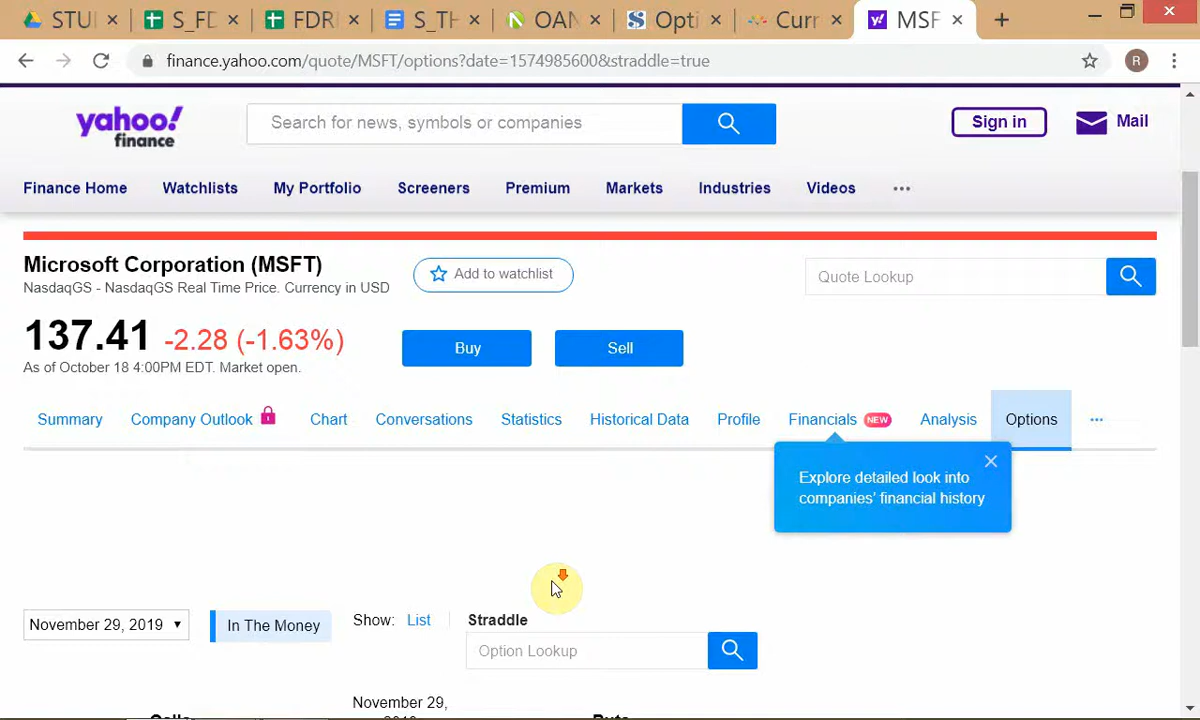 STUI
S_FD
FDRI
S_TH
OAN
Opti
Curr
MSF
finance.yahoo.com/quote/MSFT/options?date=1574985600&straddle=true
R
yahoo!
finance
Search for news, symbols or companies
Sign in
Mail
Finance Home Watchlists My Portfolio Screeners Premium Markets Industries Videos ...
Microsoft Corporation (MSFT)
NasdaqGS - NasdaqGS Real Time Price. Currency in USD
Add to watchlist
Quote Lookup
137.41 -2.28 (-1.63%)
As of October 18 4:00PM EDT. Market open.
Buy
Sell
Summary Company Outlook Chart Conversations Statistics Historical Data Profile Financials NEW Analysis Options ...
Explore detailed look into
companies' financial history
November 29, 2019
In The Money
Show: List
Straddle
Option Lookup
November 29,